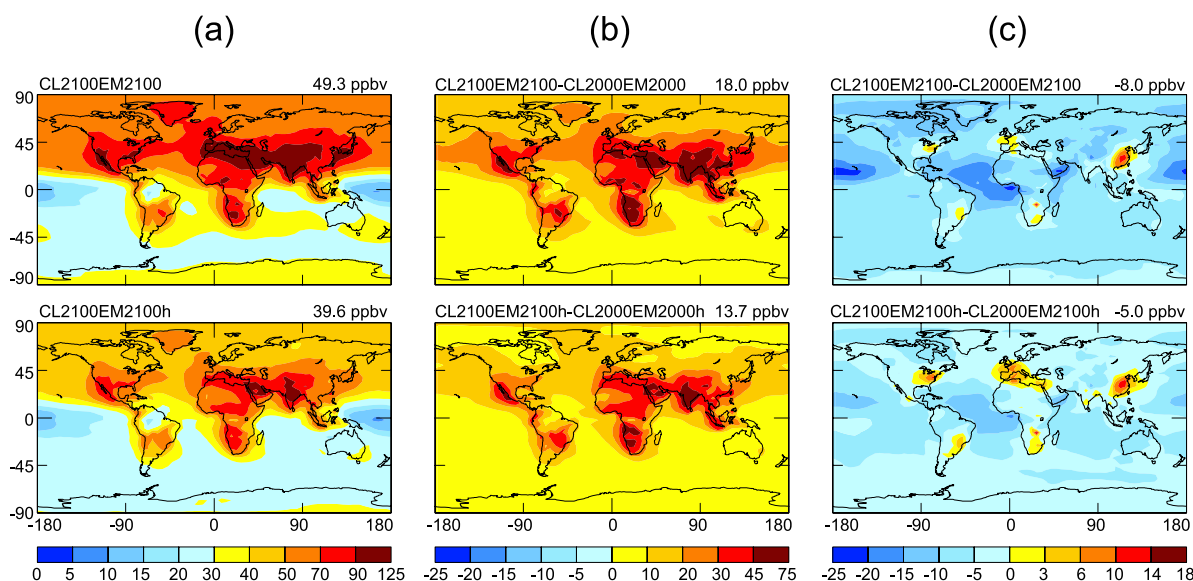 (a) (b) (c)
CL2100EM2100 49.3 ppbv CL2100EM2100-CL2000EM2000 18.0 ppbv CL2100EM2100-CL2000EM2100 -8.0 ppbv
90
45
0
-45
-90
CL2100EM2100h 39.6 ppbv CL2100EM2100h-CL2000EM2000h 13.7 ppbv CL2100EM2100h-CL2000EM2100h -5.0 ppbv
90
45
0
-45
-90
-180 -90 0 90 180 -180 -90 0 90 180 -180 -90 0 90 180
0 5 10 15 20 30 40 50 70 90 125 -25 -20 -15 -10 -5 0 10 20 30 45 75 -25 -20 -15 -10 -5 0 3 6 10 14 18